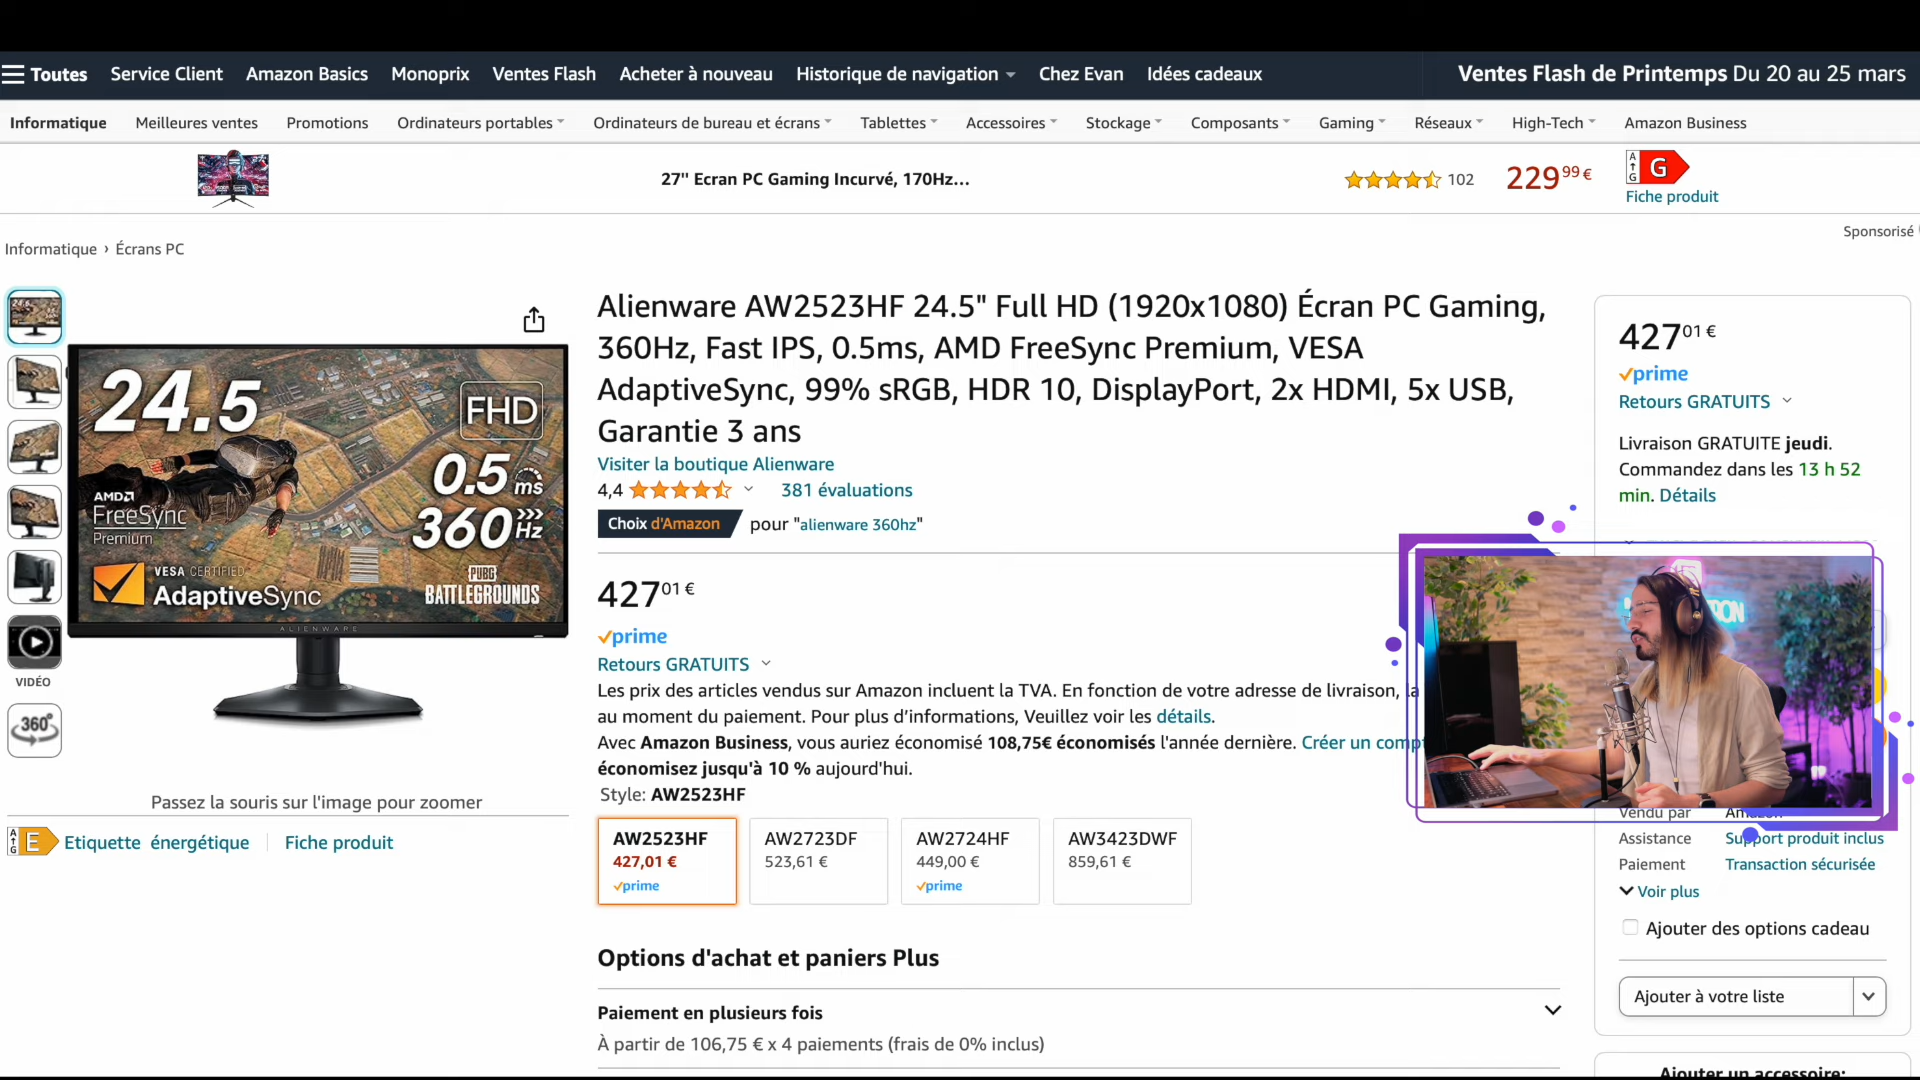 Toutes Service Client Amazon Basics Monoprix Ventes Flash Acheter à nouveau Historique de navigation Chez Evan Idées cadeaux Ventes Flash de Printemps Du 20 au 25 mars
Informatique Meilleures ventes Promotions Ordinateurs portables Ordinateurs de bureau et écrans Tablettes Accessoires Stockage Composants Gaming Réseaux High-Tech Amazon Business
27'' Ecran PC Gaming Incurvé, 170Hz... 102 229,99 € A G G
Fiche produit
Sponsorisé
Informatique › Écrans PC
24.5
FHD
0.5 ms
360 Hz
AMD
FreeSync
Premium
VESA CERTIFIED
AdaptiveSync
PUBG
BATTLEGROUNDS
ALIENWARE
VIDÉO
360°
Passez la souris sur l'image pour zoomer
A G E Etiquette énergétique Fiche produit
Alienware AW2523HF 24.5" Full HD (1920x1080) Écran PC Gaming,
360Hz, Fast IPS, 0.5ms, AMD FreeSync Premium, VESA
AdaptiveSync, 99% sRGB, HDR 10, DisplayPort, 2x HDMI, 5x USB,
Garantie 3 ans
Visiter la boutique Alienware
4,4 381 évaluations
Choix d'Amazon pour "alienware 360hz"
427 01 €
prime
Retours GRATUITS
Les prix des articles vendus sur Amazon incluent la TVA. En fonction de votre adresse de livraison, la
au moment du paiement. Pour plus d’informations, Veuillez voir les détails.
Avec Amazon Business, vous auriez économisé 108,75€ économisés l'année dernière. Créer un
économisez jusqu'à 10 % aujourd'hui.
Style: AW2523HF
AW2523HF AW2723DF AW2724HF AW3423DWF
427,01 € 523,61 € 449,00 € 859,61 €
prime prime
Options d'achat et paniers Plus
Paiement en plusieurs fois
À partir de 106,75 € x 4 paiements (frais de 0% inclus)
427 01 €
prime
Retours GRATUITS
Livraison GRATUITE jeudi.
Commandez dans les 13 h 52
min. Détails
Vendu par Amazon
Assistance Support produit inclus
Paiement Transaction sécurisée
Voir plus
Ajouter des options cadeau
Ajouter à votre liste
Ajouter un accessoire: